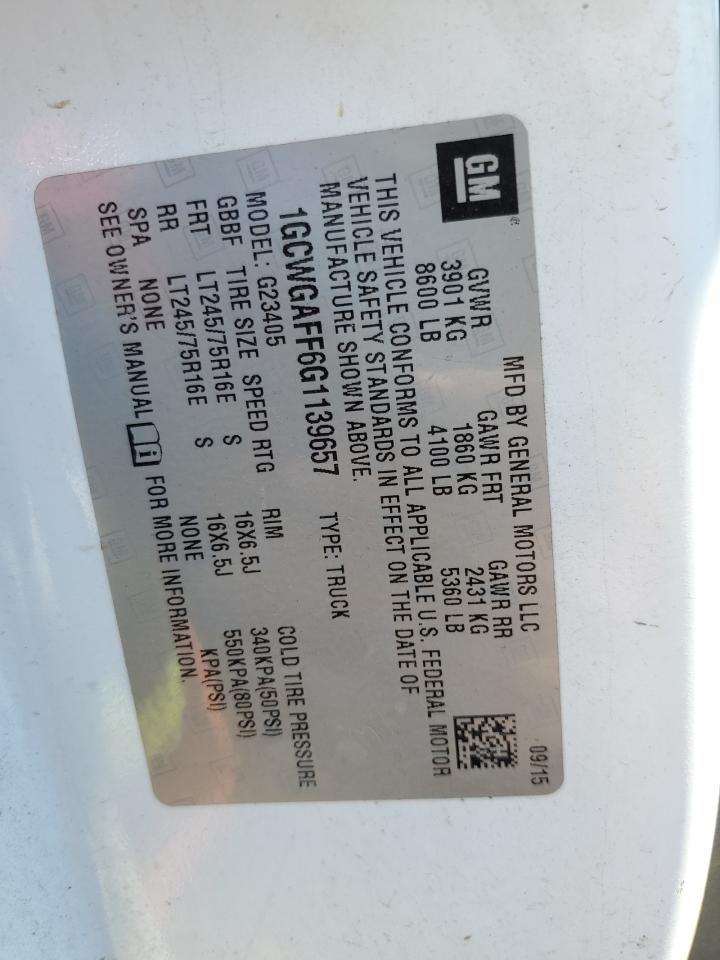 GM
MFD BY GENERAL MOTORS LLC 09/15
GVWR GAWR FRT GAWR RR
3901 KG 1860 KG 2431 KG
8600 LB 4100 LB 5360 LB
THIS VEHICLE CONFORMS TO ALL APPLICABLE U.S. FEDERAL MOTOR
VEHICLE SAFETY STANDARDS IN EFFECT ON THE DATE OF
MANUFACTURE SHOWN ABOVE.
1GCWGAFF6G1139657 TYPE: TRUCK
MODEL: G23405
GBBF TIRE SIZE SPEED RTG RIM COLD TIRE PRESSURE
FRT LT245/75R16E S 16X6.5J 340KPA(50PSI)
RR LT245/75R16E S 16X6.5J 550KPA(80PSI)
SPA NONE NONE KPA(PSI)
SEE OWNER'S MANUAL FOR MORE INFORMATION.